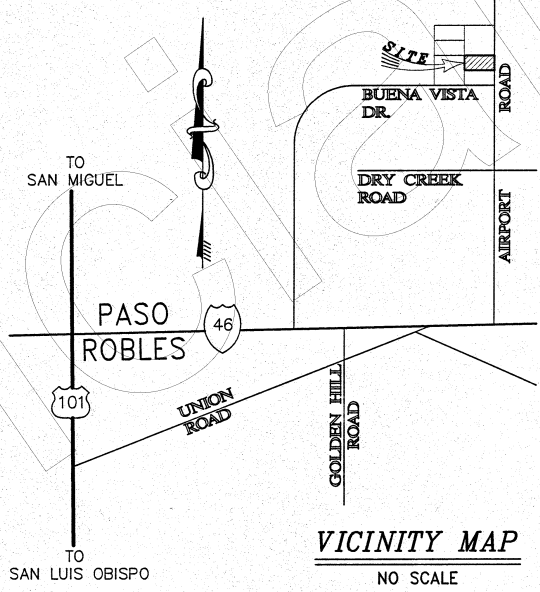 SITE
BUENA VISTA
DR.
ROAD
TO
SAN MIGUEL
DRY CREEK
ROAD
AIRPORT
PASO
ROBLES
46
101
UNION
ROAD
GOLDEN HILL
ROAD
TO
SAN LUIS OBISPO
VICINITY MAP
NO SCALE